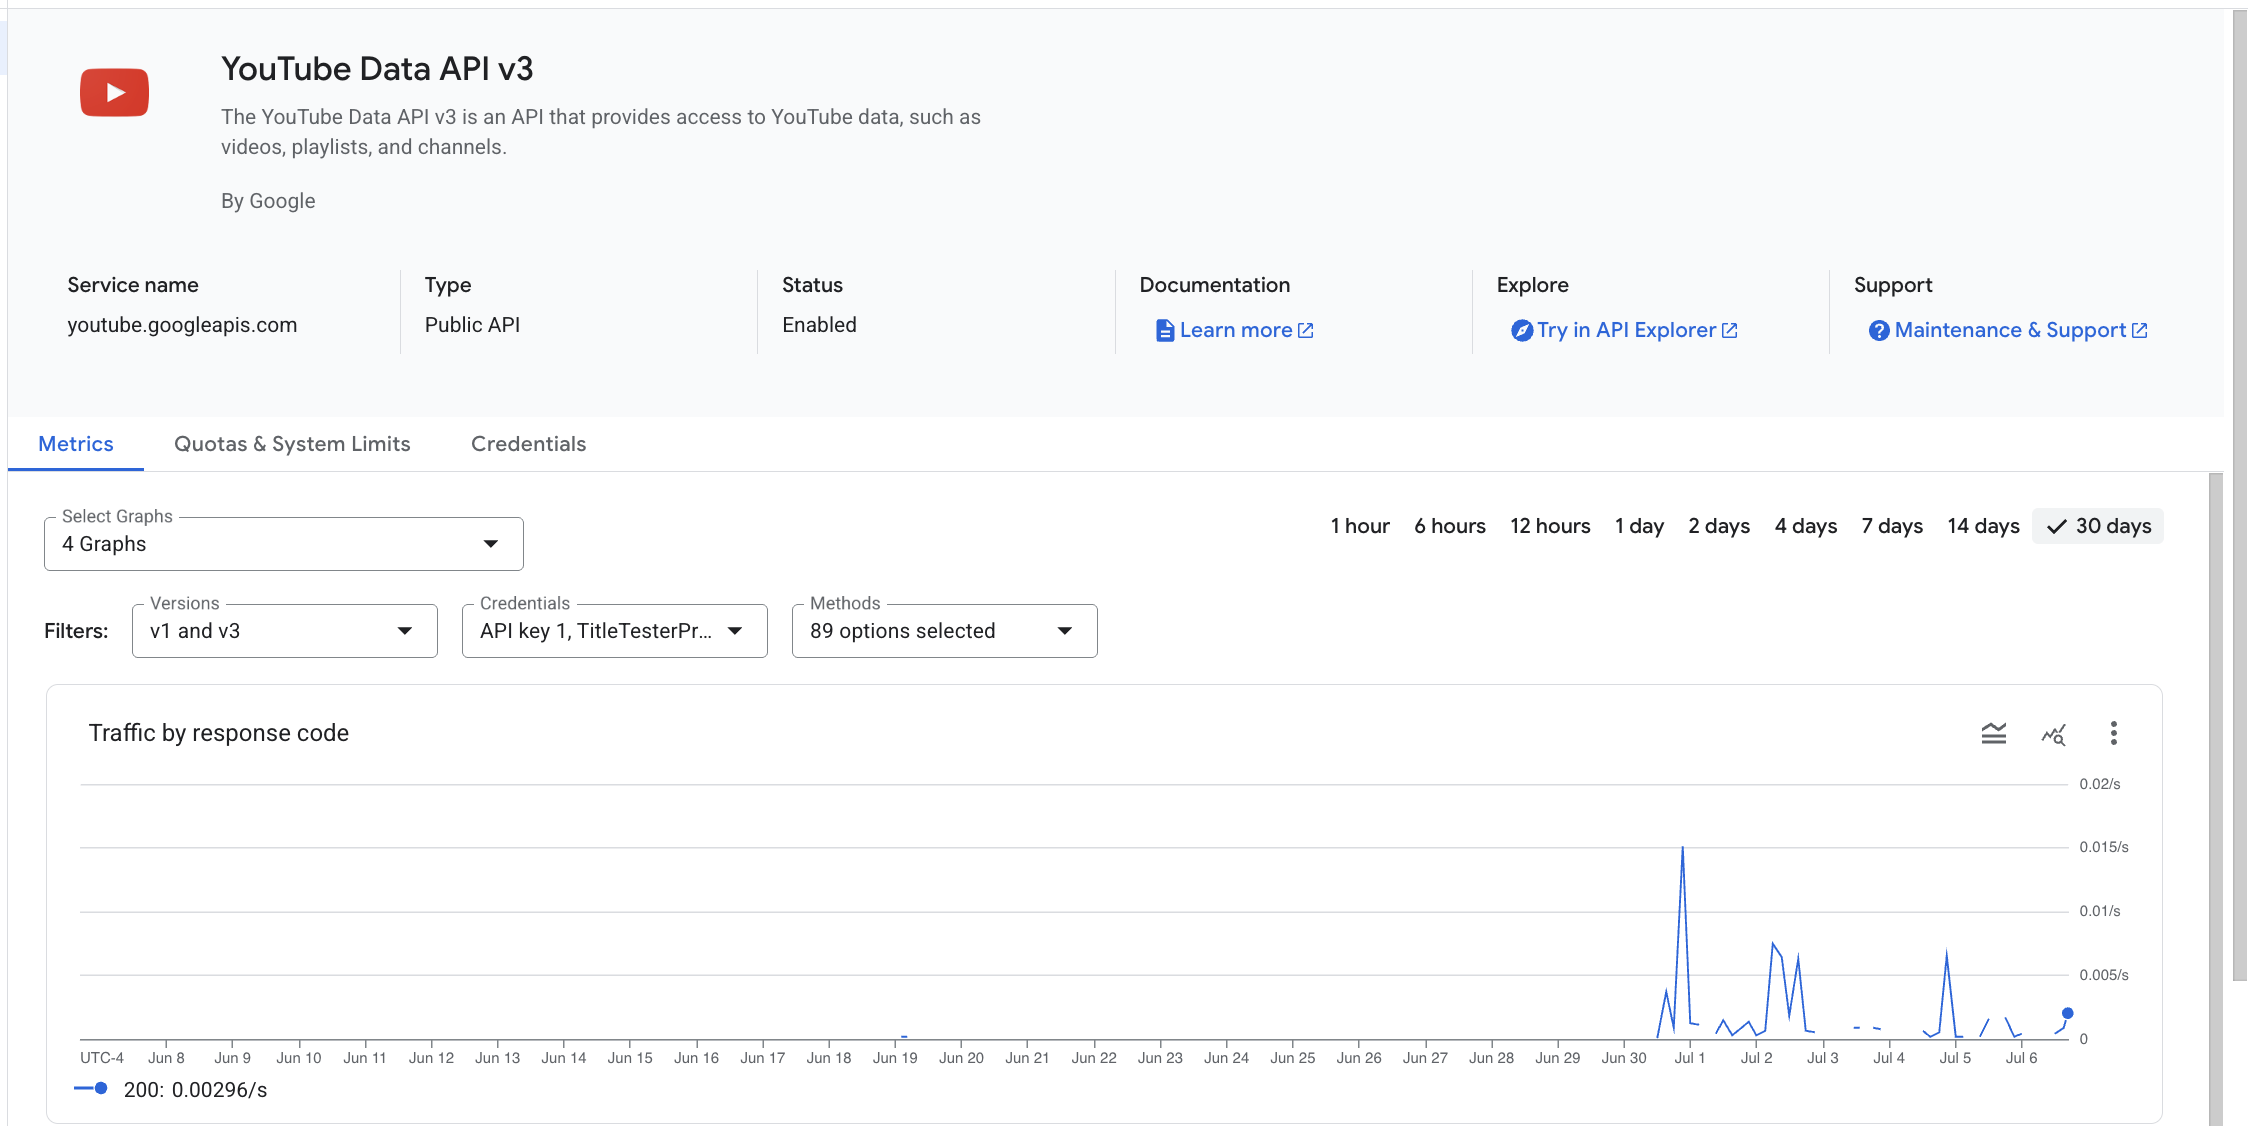 YouTube Data API v3
The YouTube Data API v3 is an API that provides access to YouTube data, such as
videos, playlists, and channels.
By Google
Service name
youtube.googleapis.com
Type
Public API
Status
Enabled
Documentation
Learn more
Explore
Try in API Explorer
Support
Maintenance & Support
Metrics Quotas & System Limits Credentials
Select Graphs
4 Graphs
1 hour 6 hours 12 hours 1 day 2 days 4 days 7 days 14 days 30 days
Filters:
Versions
v1 and v3
Credentials
API key 1, TitleTesterPr...
Methods
89 options selected
Traffic by response code
0.02/s
0.015/s
0.01/s
0.005/s
0
UTC-4 Jun 8 Jun 9 Jun 10 Jun 11 Jun 12 Jun 13 Jun 14 Jun 15 Jun 16 Jun 17 Jun 18 Jun 19 Jun 20 Jun 21 Jun 22 Jun 23 Jun 24 Jun 25 Jun 26 Jun 27 Jun 28 Jun 29 Jun 30 Jul 1 Jul 2 Jul 3 Jul 4 Jul 5 Jul 6
200: 0.00296/s